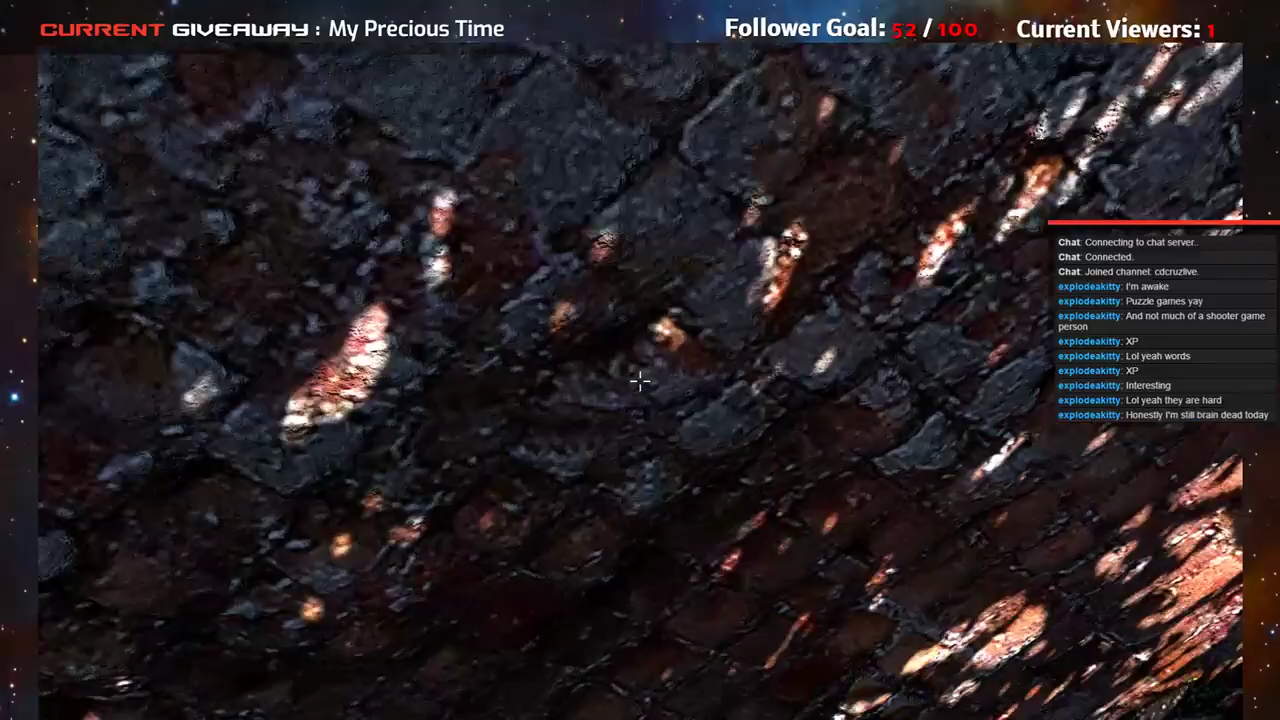 CURRENT GIVEAWAY : My Precious Time
Follower Goal: 52 / 100
Current Viewers: 1
Chat: Connecting to chat server..
Chat: Connected.
Chat: Joined channel: cdcruzlive.
explodeakitty: I'm awake
explodeakitty: Puzzle games yay
explodeakitty: And not much of a shooter game
person
explodeakitty: XP
explodeakitty: Lol yeah words
explodeakitty: XP
explodeakitty: Interesting
explodeakitty: Lol yeah they are hard
explodeakitty: Honestly I'm still brain dead today